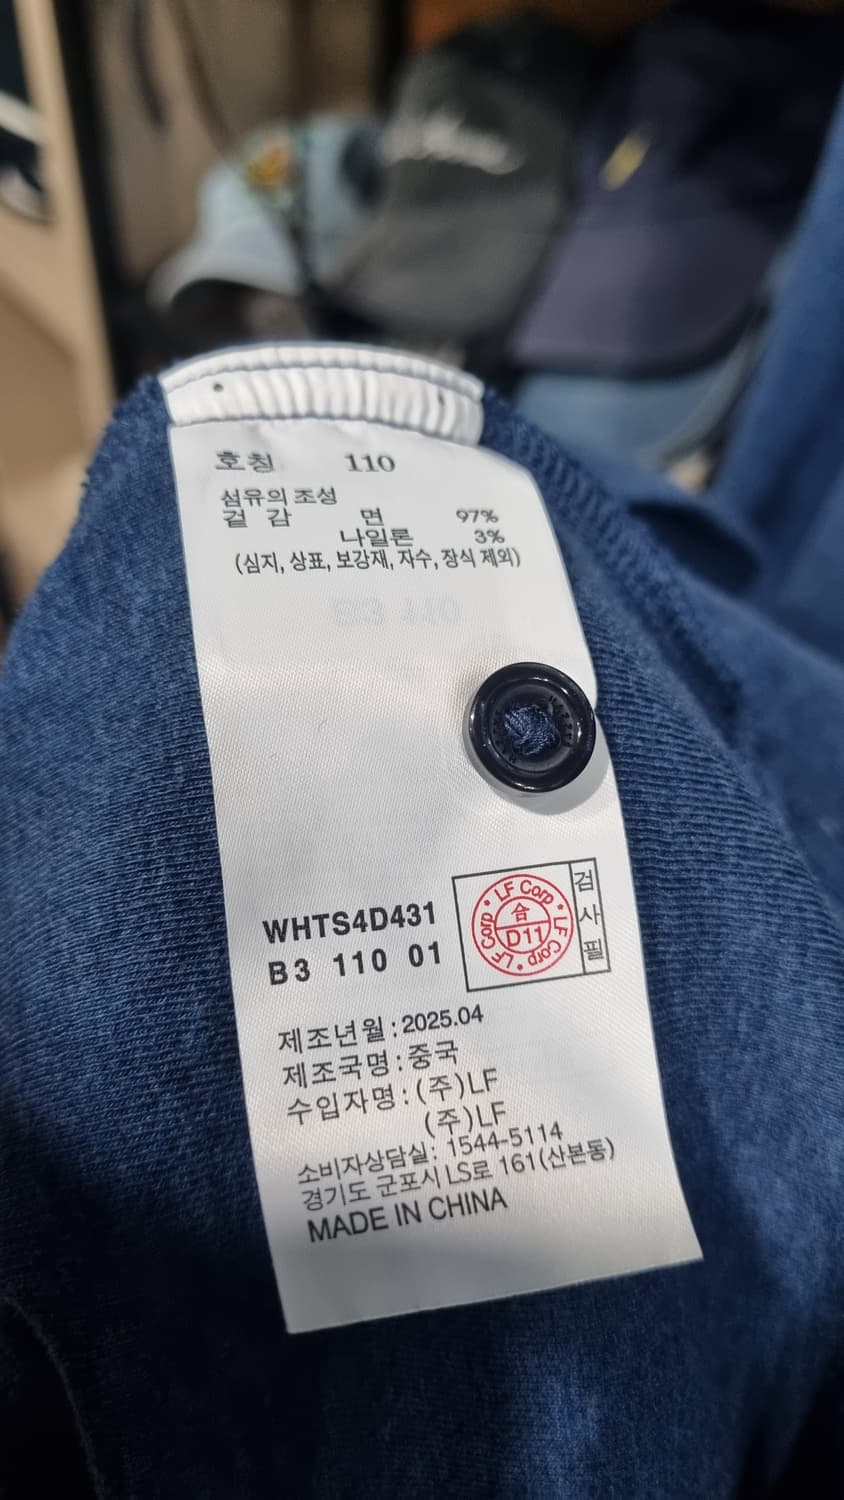 호칭 110
섬유의 조성
겉 감 면 97%
나일론 3%
(심지, 상표, 보강재, 자수, 장식 제외)
WHTS4D431
B3 110 01
LF Corp • LF Corp • LF Corp •
合
D11
검사필
제조년월 : 2025.04
제조국명 : 중국
수입자명 : (주)LF
(주)LF
소비자상담실: 1544-5114
경기도 군포시 LS로 161(산본동)
MADE IN CHINA